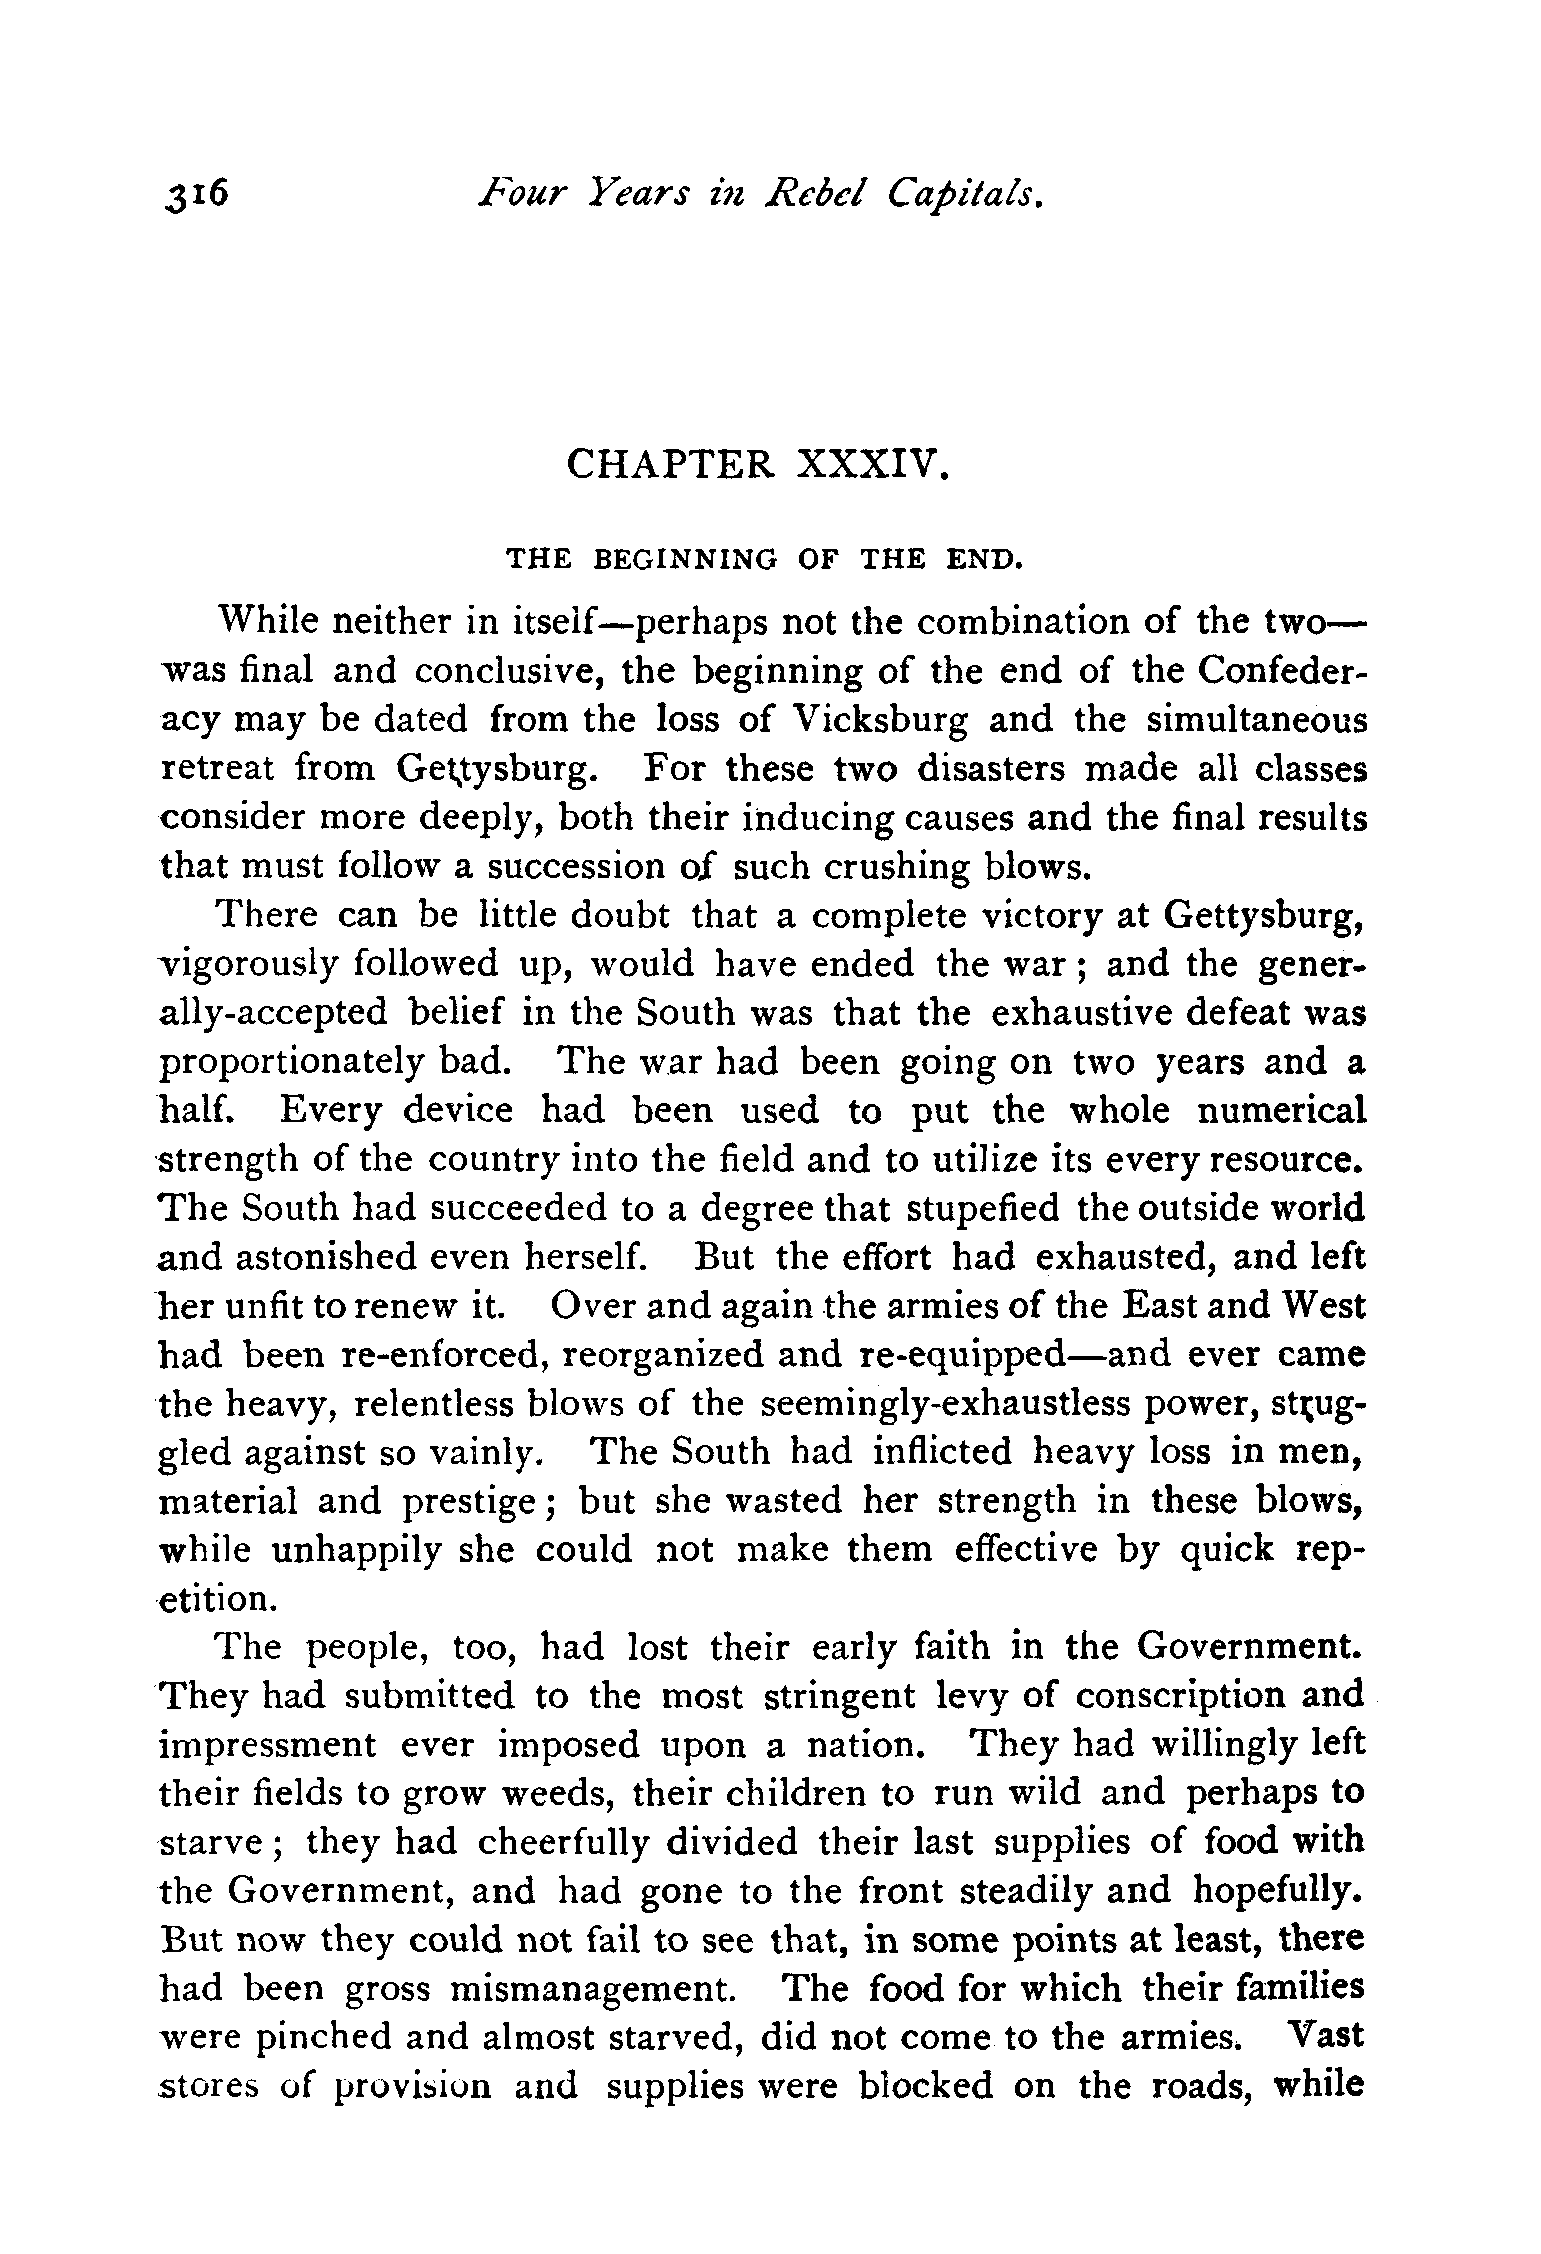 316 Four Years in Rebel Capitals.
CHAPTER XXXIV.
THE BEGINNING OF THE END.
While neither in itself—perhaps not the combination of the two—
was final and conclusive, the beginning of the end of the Confeder-
acy may be dated from the loss of Vicksburg and the simultaneous
retreat from Gettysburg. For these two disasters made all classes
consider more deeply, both their inducing causes and the final results
that must follow a succession of such crushing blows.
There can be little doubt that a complete victory at Gettysburg,
vigorously followed up, would have ended the war ; and the gener-
ally-accepted belief in the South was that the exhaustive defeat was
proportionately bad. The war had been going on two years and a
half. Every device had been used to put the whole numerical
strength of the country into the field and to utilize its every resource.
The South had succeeded to a degree that stupefied the outside world
and astonished even herself. But the effort had exhausted, and left
her unfit to renew it. Over and again the armies of the East and West
had been re-enforced, reorganized and re-equipped—and ever came
the heavy, relentless blows of the seemingly-exhaustless power, strug-
gled against so vainly. The South had inflicted heavy loss in men,
material and prestige ; but she wasted her strength in these blows,
while unhappily she could not make them effective by quick rep-
etition.
The people, too, had lost their early faith in the Government.
They had submitted to the most stringent levy of conscription and
impressment ever imposed upon a nation. They had willingly left
their fields to grow weeds, their children to run wild and perhaps to
starve ; they had cheerfully divided their last supplies of food with
the Government, and had gone to the front steadily and hopefully.
But now they could not fail to see that, in some points at least, there
had been gross mismanagement. The food for which their families
were pinched and almost starved, did not come to the armies. Vast
stores of provision and supplies were blocked on the roads, while